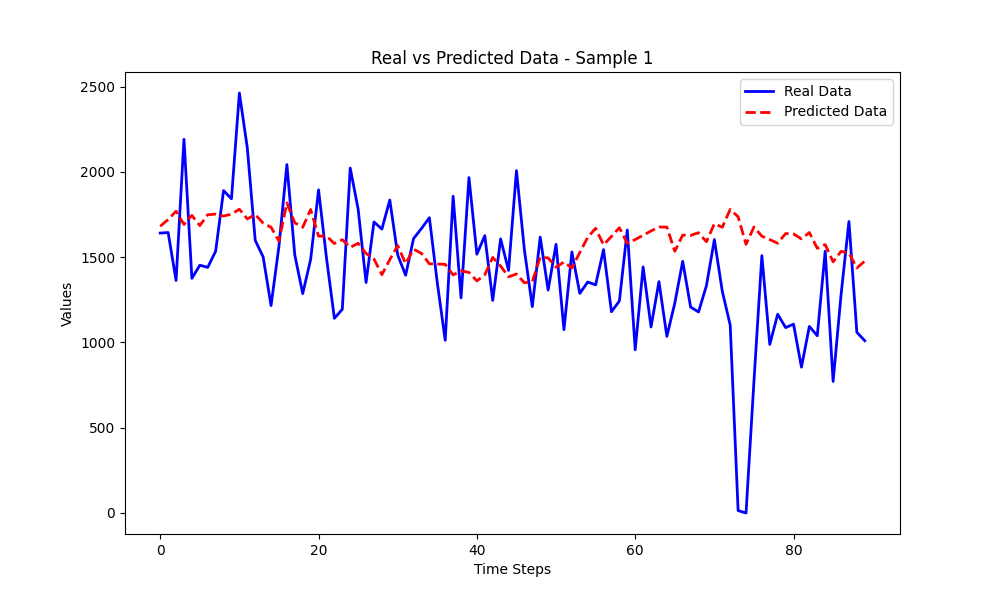 Real vs Predicted Data - Sample 1
Real Data
Predicted Data
2500
2000
1500
1000
500
0
Values
0 20 40 60 80
Time Steps